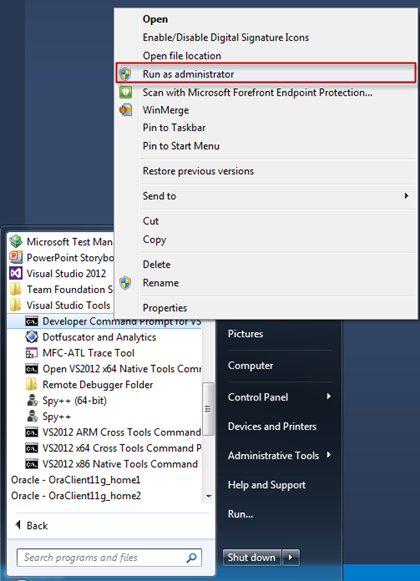 Open
Enable/Disable Digital Signature Icons
Open file location
Run as administrator
Scan with Microsoft Forefront Endpoint Protection...
WinMerge
Pin to Taskbar
Pin to Start Menu
Restore previous versions
Send to
Cut
Copy
Delete
Rename
Properties
Microsoft Test Man
PowerPoint Storybo
Visual Studio 2012
Team Foundation S
Visual Studio Tools
Developer Command Prompt for VS
Dotfuscator and Analytics
MFC-ATL Trace Tool
Open VS2012 x64 Native Tools Com
Remote Debugger Folder
Spy++ (64-bit)
Spy++
VS2012 ARM Cross Tools Command
VS2012 x64 Cross Tools Command P
VS2012 x86 Native Tools Command
Oracle - OraClient11g_home1
Oracle - OraClient11g_home2
Back
Search programs and files
Pictures
Computer
Control Panel
Devices and Printers
Administrative Tools
Help and Support
Run...
Shut down